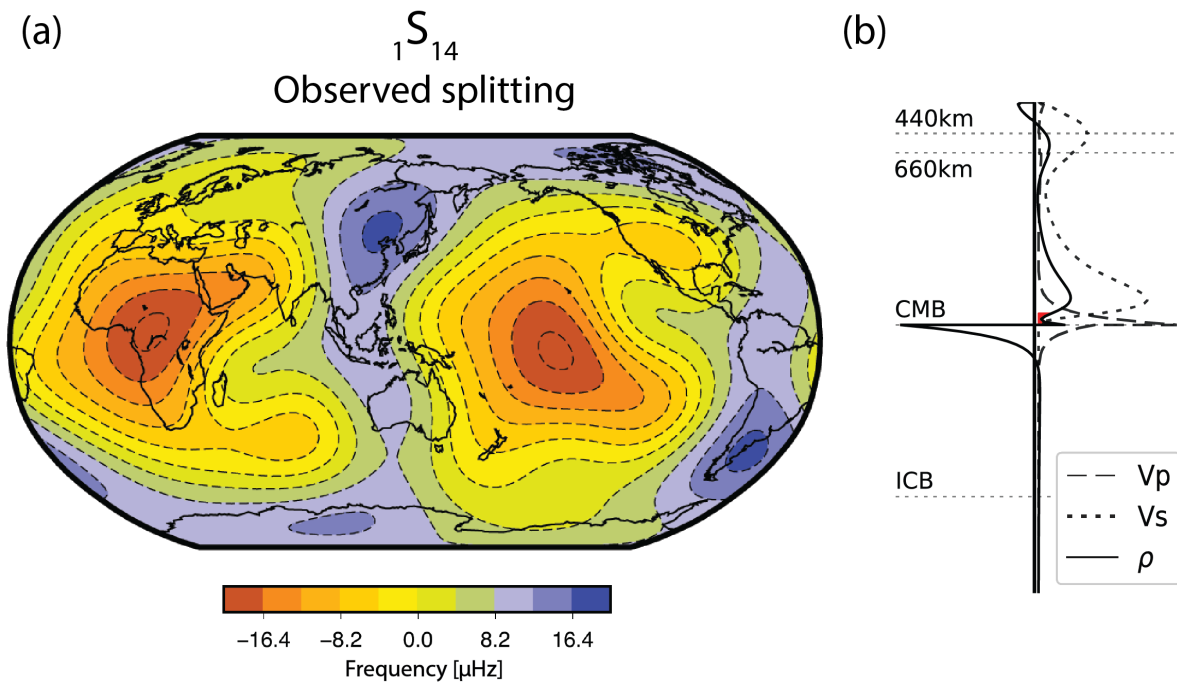 (a)
₁S₁₄
Observed splitting
−16.4 −8.2 0.0 8.2 16.4
Frequency [µHz]
(b)
440km
660km
CMB
ICB
Vp
Vs
ρ